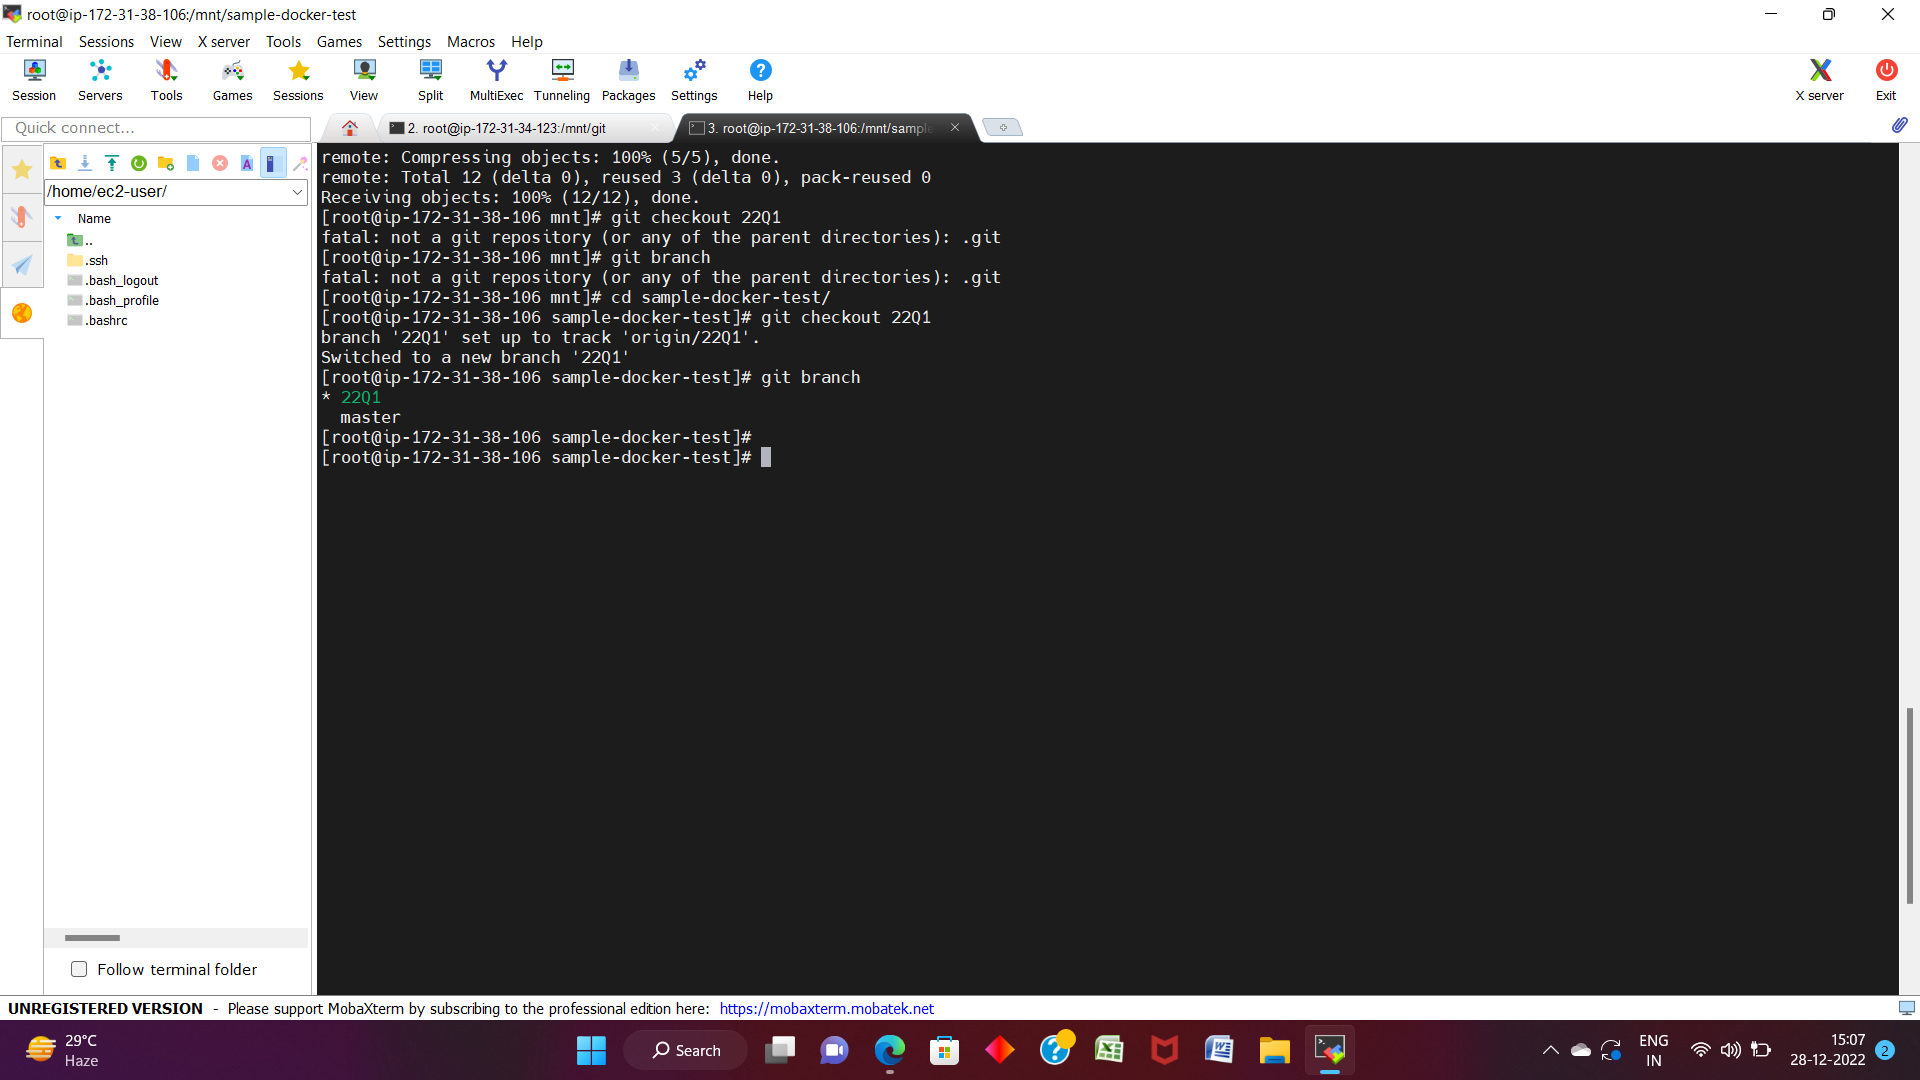 root@ip-172-31-38-106:/mnt/sample-docker-test
Terminal Sessions View X server Tools Games Settings Macros Help
Session Servers Tools Games Sessions View Split MultiExec Tunneling Packages Settings Help X server Exit
Quick connect...
2. root@ip-172-31-34-123:/mnt/git
3. root@ip-172-31-38-106:/mnt/sample
/home/ec2-user/
Name
..
.ssh
.bash_logout
.bash_profile
.bashrc
Follow terminal folder
remote: Compressing objects: 100% (5/5), done.
remote: Total 12 (delta 0), reused 3 (delta 0), pack-reused 0
Receiving objects: 100% (12/12), done.
[root@ip-172-31-38-106 mnt]# git checkout 22Q1
fatal: not a git repository (or any of the parent directories): .git
[root@ip-172-31-38-106 mnt]# git branch
fatal: not a git repository (or any of the parent directories): .git
[root@ip-172-31-38-106 mnt]# cd sample-docker-test/
[root@ip-172-31-38-106 sample-docker-test]# git checkout 22Q1
branch '22Q1' set up to track 'origin/22Q1'.
Switched to a new branch '22Q1'
[root@ip-172-31-38-106 sample-docker-test]# git branch
* 22Q1
  master
[root@ip-172-31-38-106 sample-docker-test]#
[root@ip-172-31-38-106 sample-docker-test]#
UNREGISTERED VERSION - Please support MobaXterm by subscribing to the professional edition here: https://mobaxterm.mobatek.net
29°C
Haze
Search
ENG
IN
15:07
28-12-2022
2